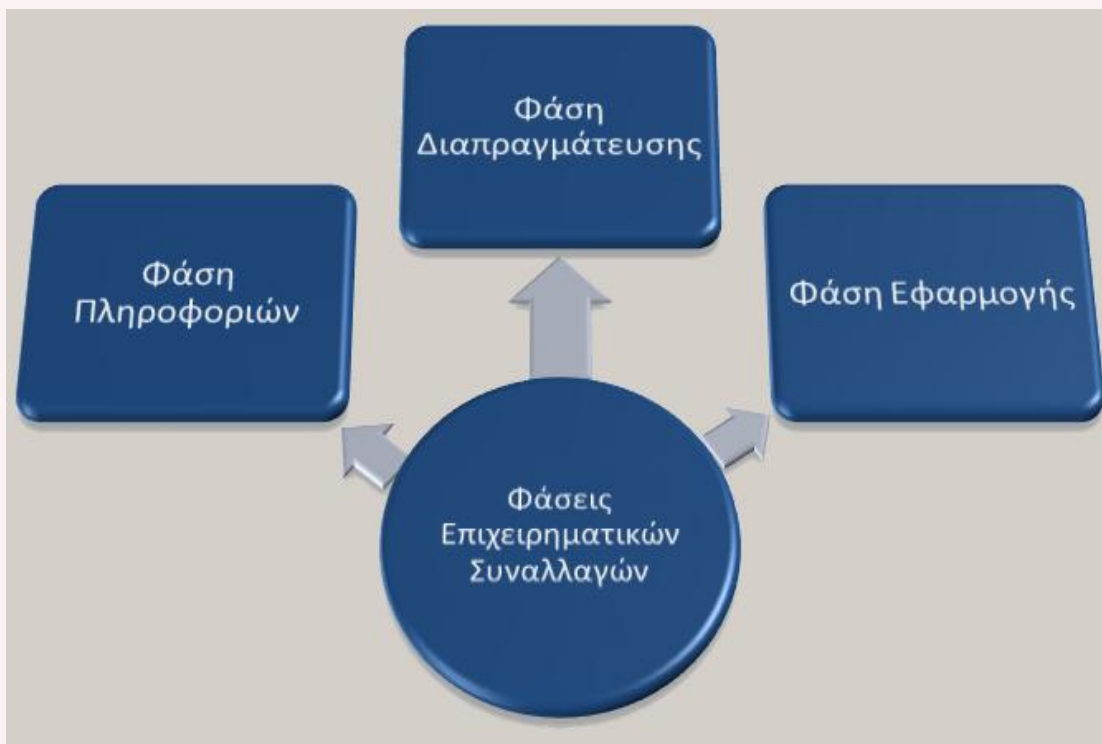 Φάση
Διαπραγμάτευσης
Φάση
Πληροφοριών
Φάση Εφαρμογής
Φάσεις
Επιχειρηματικών
Συναλλαγών